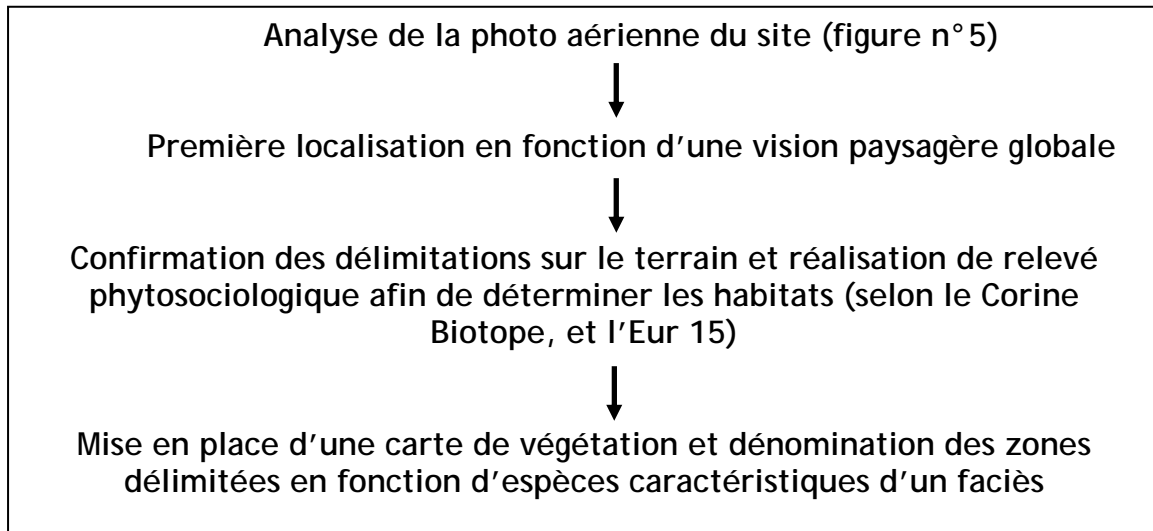 Analyse de la photo aérienne du site (figure n°5)
Première localisation en fonction d’une vision paysagère globale
Confirmation des délimitations sur le terrain et réalisation de relevé
phytosociologique afin de déterminer les habitats (selon le Corine
Biotope, et l’Eur 15)
Mise en place d’une carte de végétation et dénomination des zones
délimitées en fonction d’espèces caractéristiques d’un faciès